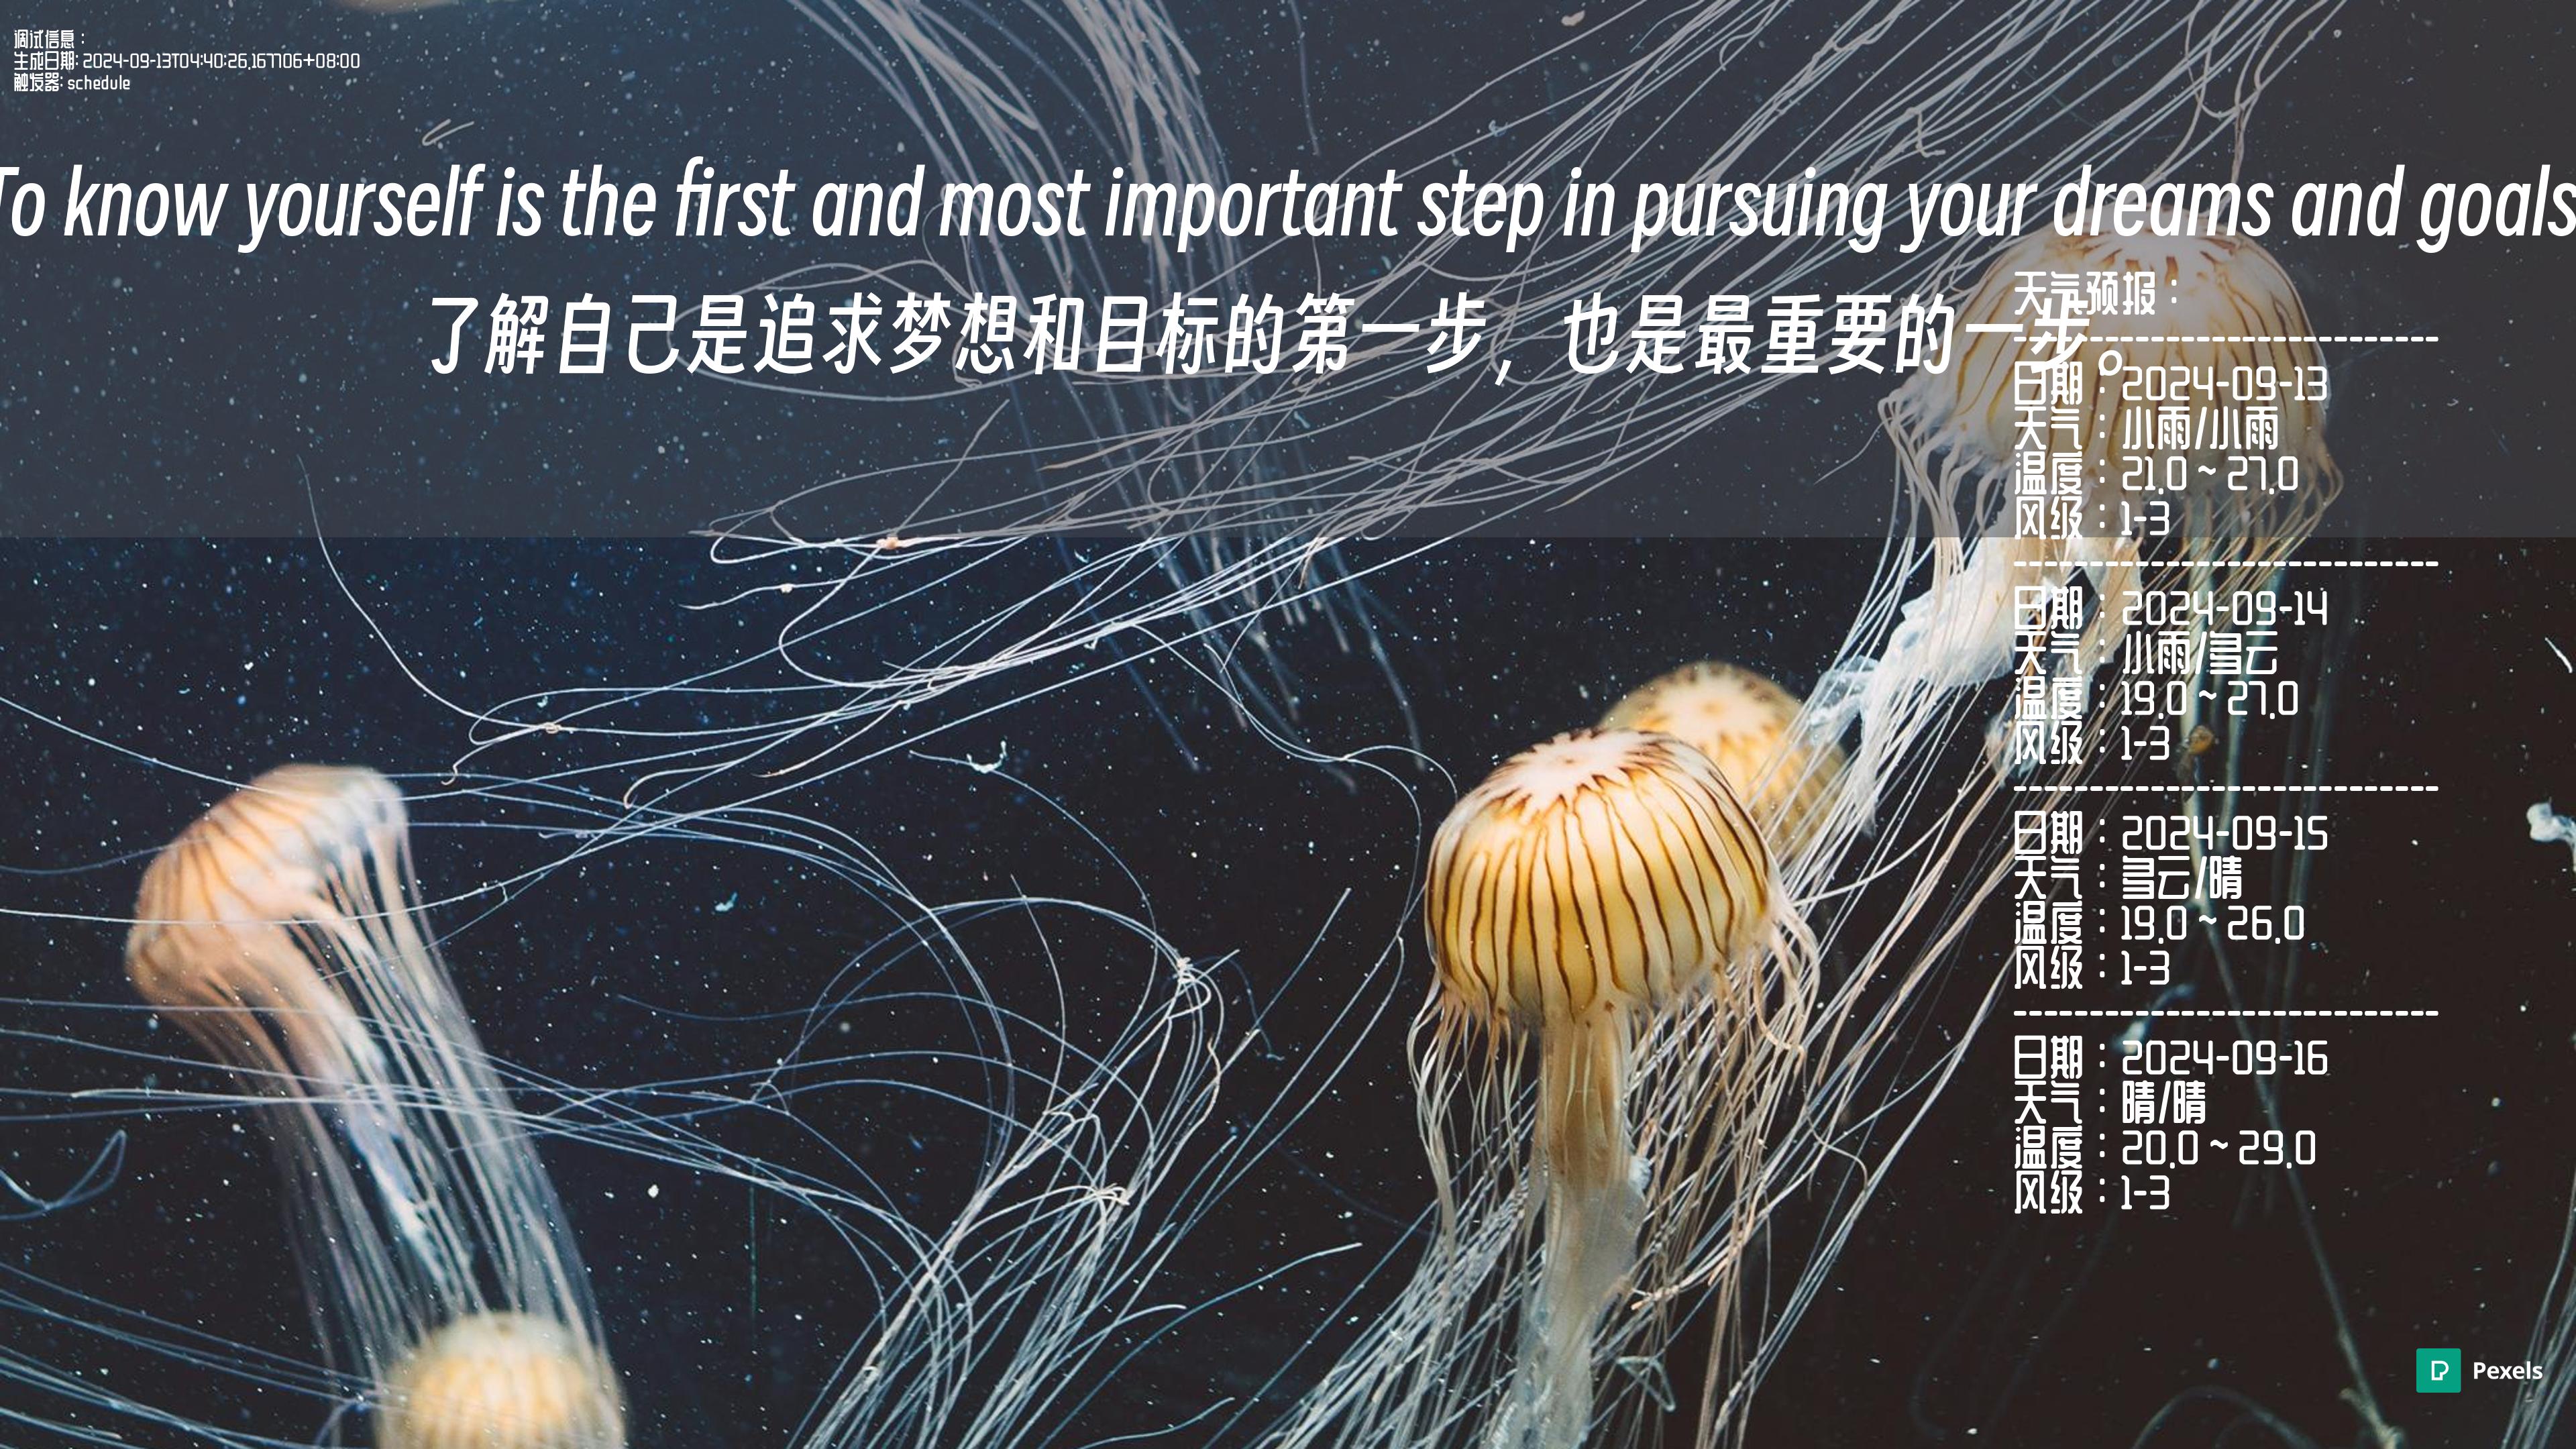 调试信息：
生成日期: 2024-09-13T04:40:26.167706+08:00
触发器: schedule
To know yourself is the first and most important step in pursuing your dreams and goals
了解自己是追求梦想和目标的第一步，也是最重要的一步。
天气预报：
----------------------------
日期：2024-09-13
天气：小雨/小雨
温度：21.0 ~ 27.0
风级：1-3
----------------------------
日期：2024-09-14
天气：小雨/多云
温度：19.0 ~ 27.0
风级：1-3
----------------------------
日期：2024-09-15
天气：多云/晴
温度：19.0 ~ 26.0
风级：1-3
----------------------------
日期：2024-09-16
天气：晴/晴
温度：20.0 ~ 29.0
风级：1-3
Pexels